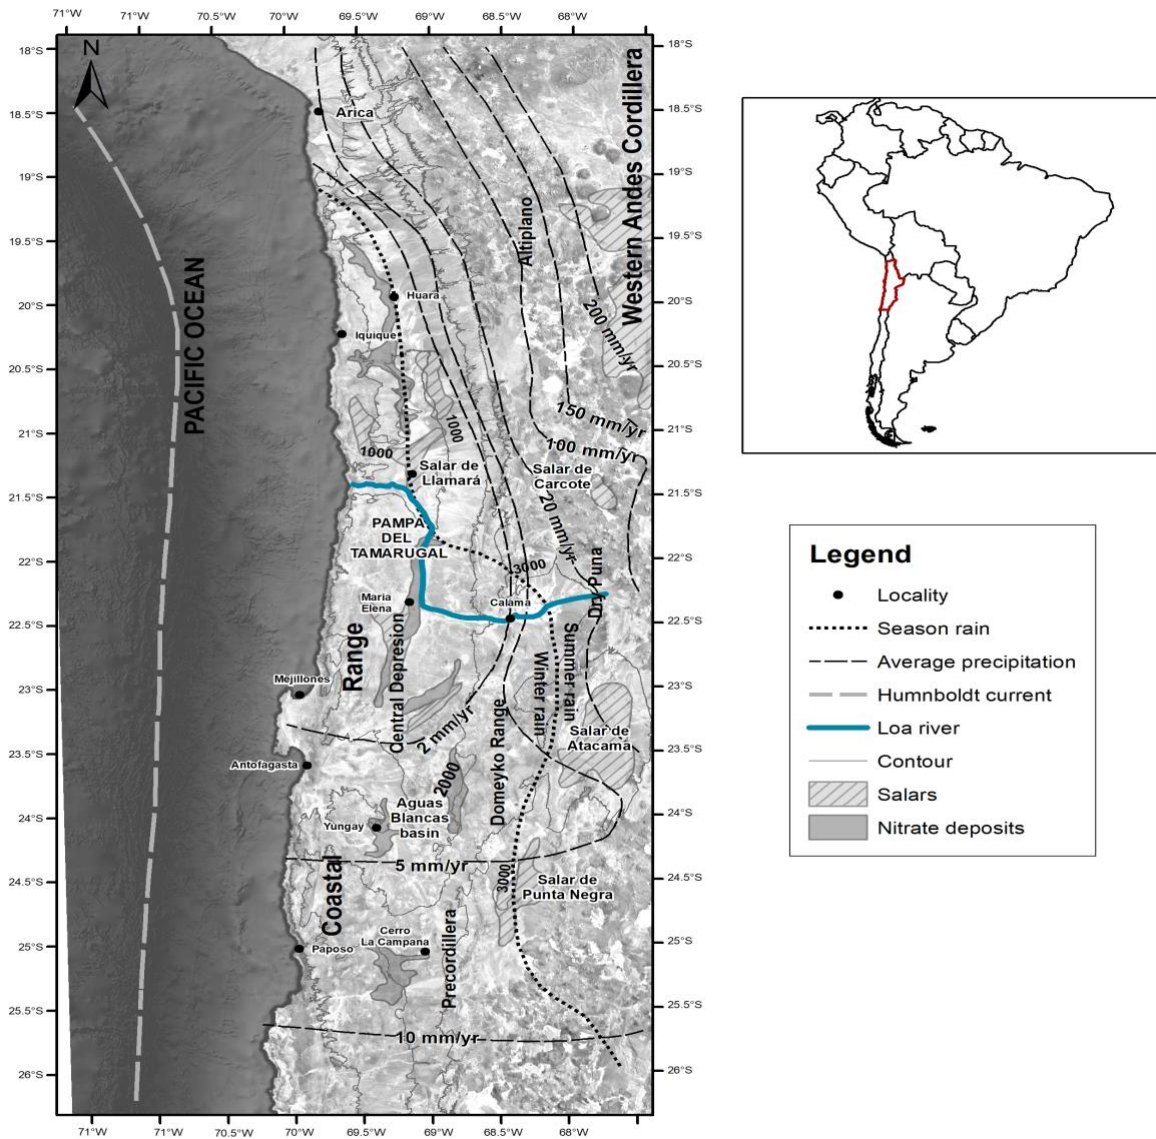 71°W
71°W
70.5°W
70°W
69.5°W
69°W
68.5°W
68°W
18°S
18.5°S
19°S
19.5°S
20°S
20.5°S
21°S
21.5°S
22°S
22.5°S
23°S
23.5°S
24°S
24.5°S
25°S
25.5°S
26°S
N
PACIFIC OCEAN
Arica
Huara
Iquique
1000
1000
Salar de
Llamará
PAMPA
DEL
TAMARUGAL
Maria
Elena
Range
Central Depresion
Mejillones
Antofagasta
2 mm/yr
2000
Aguas
Blancas
basin
Yungay
5 mm/yr
Coastal
Paposo
Cerro
La Campana
Precordillera
10 mm/yr
Western Andes Cordillera
Altiplano
200 mm/yr
150 mm/yr
100 mm/yr
Salar de
Carcote
20 mm/yr
3000
Calama
Dry Puna
Summer rain
Winter rain
Domeyko Range
Salar de
Atacama
3000
Salar de
Punta Negra
18°S
18.5°S
19°S
19.5°S
20°S
20.5°S
21°S
21.5°S
22°S
22.5°S
23°S
23.5°S
24°S
24.5°S
25°S
25.5°S
26°S
71°W
71°W
70.5°W
70°W
69.5°W
69°W
68.5°W
68°W
Legend
Locality
Season rain
Average precipitation
Humnboldt current
Loa river
Contour
Salars
Nitrate deposits